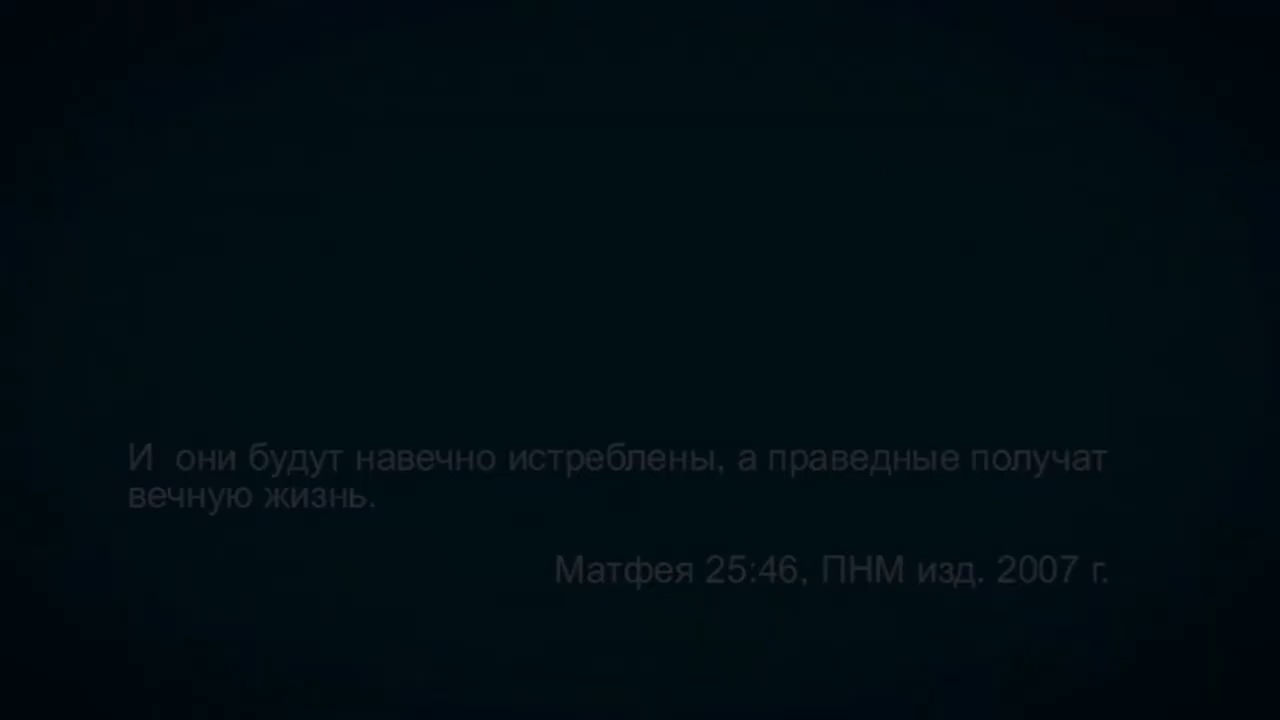 И они будут навечно истреблены, а праведные получат
вечную жизнь.
Матфея 25:46, ПНМ изд. 2007 г.